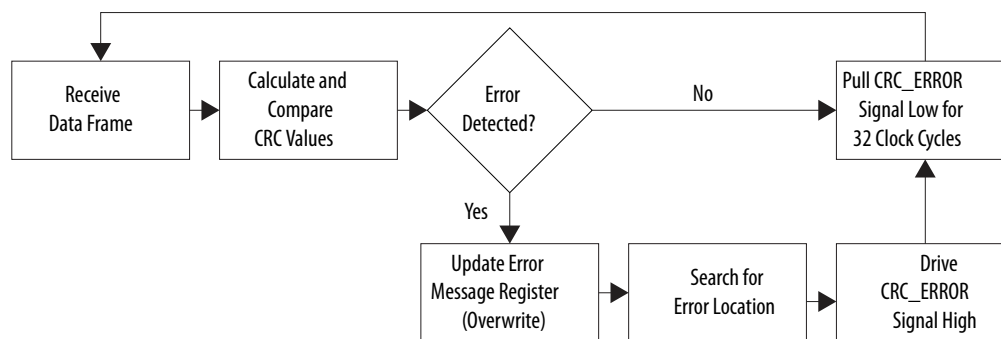 Receive
Data Frame
Calculate and
Compare
CRC Values
Error
Detected?
No
Pull CRC_ERROR
Signal Low for
32 Clock Cycles
Yes
Update Error
Message Register
(Overwrite)
Search for
Error Location
Drive
CRC_ERROR
Signal High